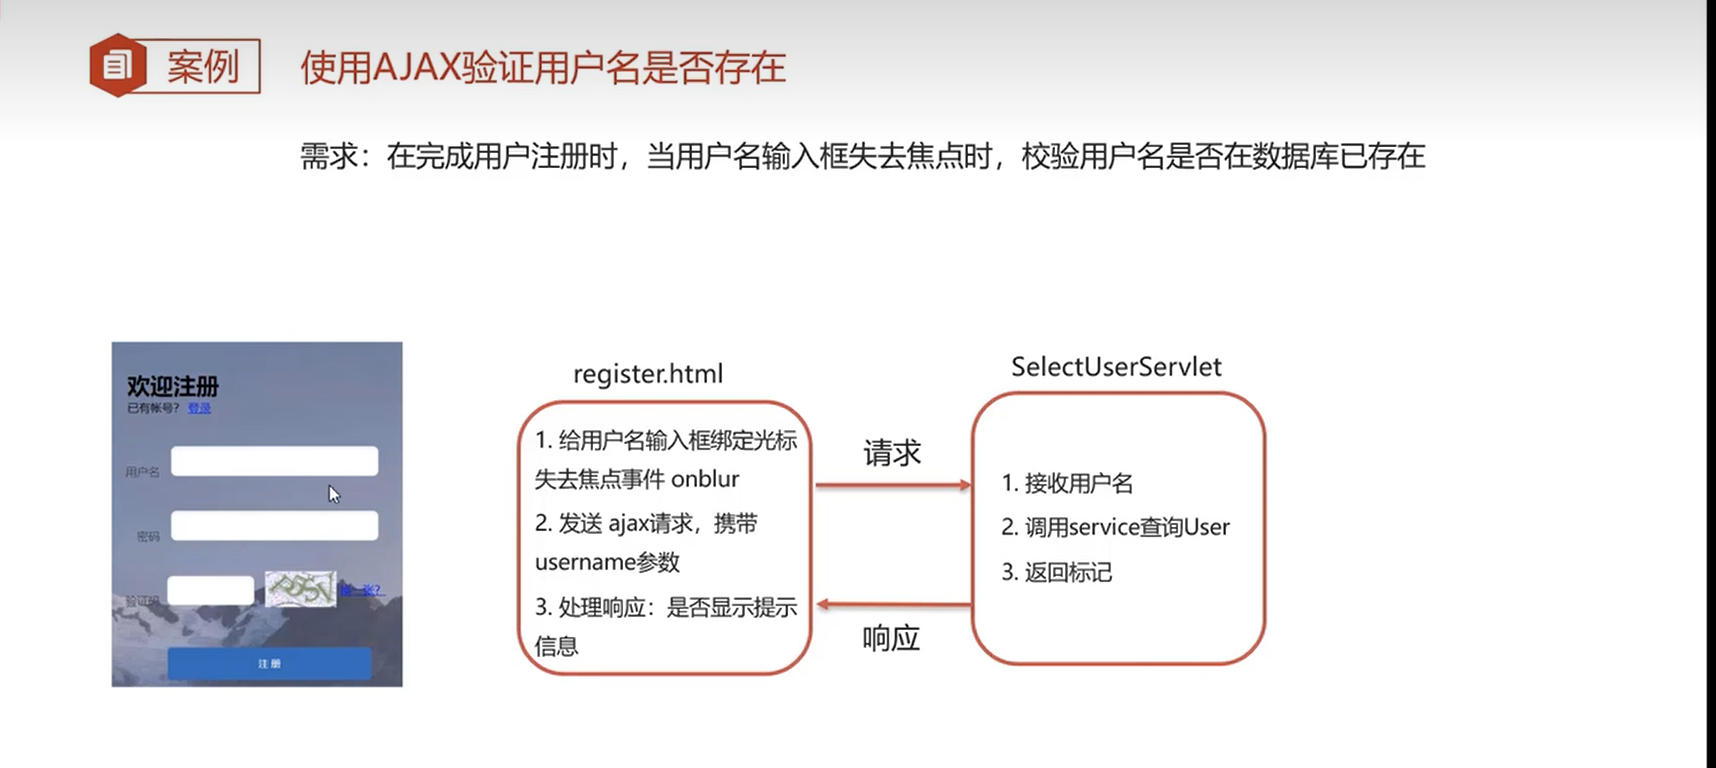 案例
使用AJAX验证用户名是否存在
需求：在完成用户注册时，当用户名输入框失去焦点时，校验用户名是否在数据库已存在
欢迎注册
已有帐号？ 登录
用户名
密码
验证码
注册
register.html
1. 给用户名输入框绑定光标
失去焦点事件 onblur
2. 发送 ajax请求，携带
username参数
3. 处理响应：是否显示提示
信息
请求
响应
SelectUserServlet
1. 接收用户名
2. 调用service查询User
3. 返回标记